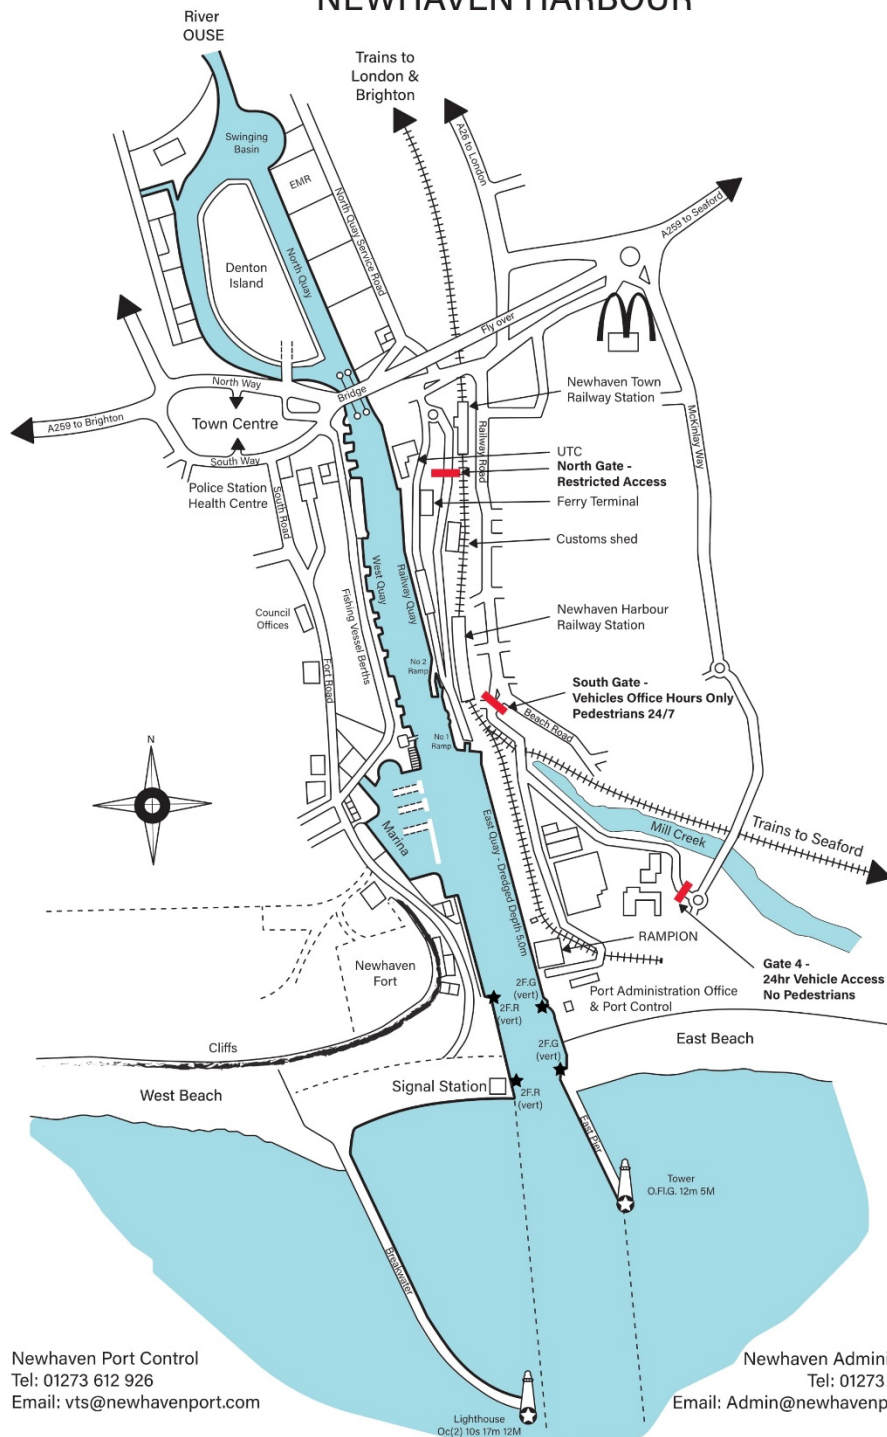 NEWHAVEN HARBOUR
River
OUSE
Trains to
London &
Brighton
A26 to London
Swinging
Basin
EMR
North Quay Service Road
A259 to Seaford
North Quay
Denton
Island
Fly over
North Way
Bridge
Newhaven Town
Railway Station
A259 to Brighton
Town Centre
South Way
McKinlay Way
Railway Road
UTC
North Gate -
Restricted Access
Police Station
Health Centre
South Road
Ferry Terminal
Customs shed
West Quay
Railway Quay
Fishing Vessel Berths
Council
Offices
Newhaven Harbour
Railway Station
Fort Road
No 2
Ramp
South Gate -
Vehicles Office Hours Only
Pedestrians 24/7
Beach Road
No 1
Ramp
N
Marina
East Quay - Dredged Depth 5.0m
Mill Creek
Trains to Seaford
RAMPION
Newhaven
Fort
Gate 4 -
24hr Vehicle Access
No Pedestrians
2F.G
(vert)
2F.R
(vert)
Port Administration Office
& Port Control
Cliffs
2F.G
(vert)
East Beach
West Beach
Signal Station
2F.R
(vert)
East Pier
Tower
O.Fl.G. 12m 5M
Breakwater
Newhaven Port Control
Tel: 01273 612 926
Email: vts@newhavenport.com
Newhaven Admini
Tel: 01273
Email: Admin@newhavenp
Lighthouse
Oc(2) 10s 17m 12M